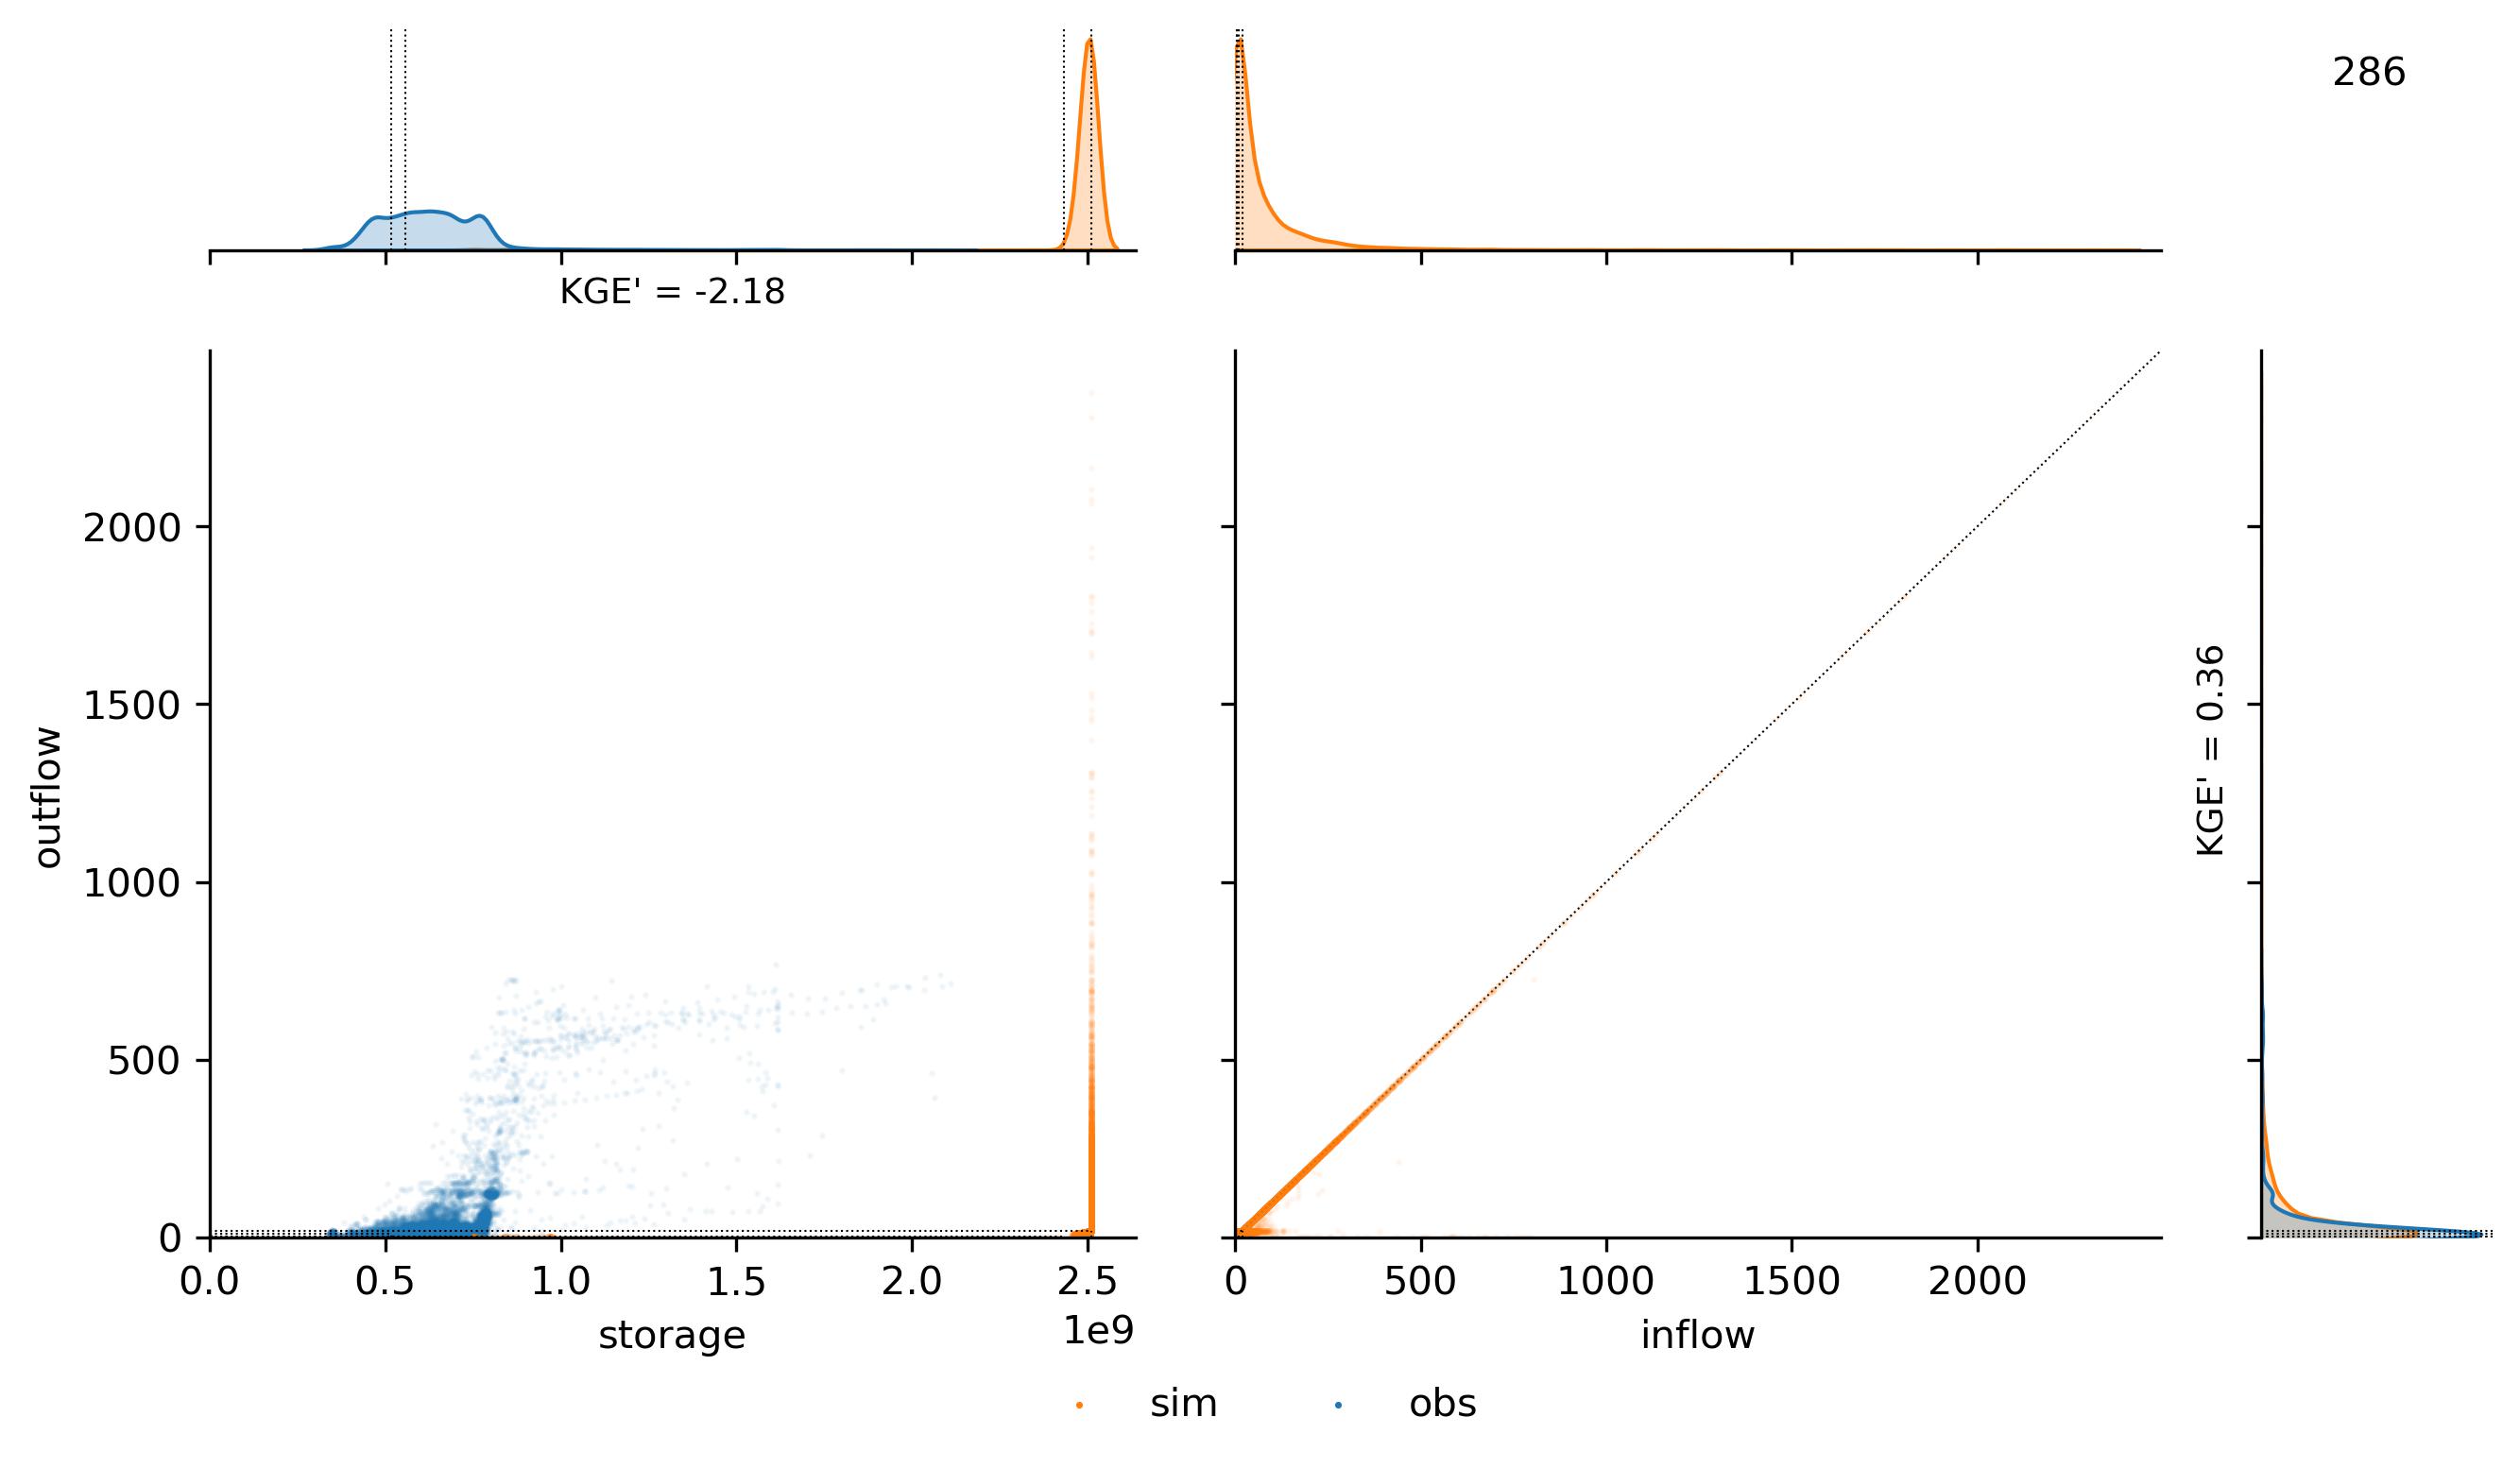 286
KGE' = -2.18
2000
1500
1000
500
0
outflow
0.0 0.5 1.0 1.5 2.0 2.5
1e9
storage
0 500 1000 1500 2000
inflow
KGE' = 0.36
sim obs